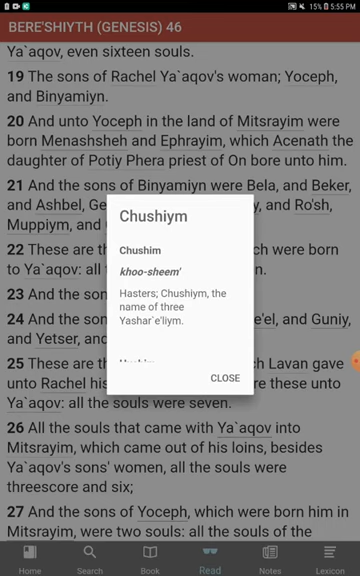 15% 5:55 PM
BERE'SHIYTH (GENESIS) 46
Ya`aqov, even sixteen souls.
19 The sons of Rachel Ya`aqov's woman; Yoceph,
and Binyamiyn.
20 And unto Yoceph in the land of Mitsrayim were
born Menashsheh and Ephrayim, which Acenath the
daughter of Potiy Phera priest of On bore unto him.
21 And the sons of Binyamiyn were Bela, and Beker,
and Ashbel, Ge y, and Ro'sh,
Muppiym,
22 These are th ch were born
to Ya`aqov: all n.
23 And the son
24 And the son e'el, and Guniy,
and Yetser, and
25 These are th ch Lavan gave
unto Rachel his re these unto
Ya`aqov: all the souls were seven.
26 All the souls that came with Ya`aqov into
Mitsrayim, which came out of his loins, besides
Ya`aqov's sons' women, all the souls were
threescore and six;
27 And the sons of Yoceph, which were born him in
Mitsrayim, were two souls: all the souls of the
Chushiym
Chushim
khoo-sheem'
Hasters; Chushiym, the
name of three
Yashar`e'liym.
CLOSE
Home Search Book Read Notes Lexicon